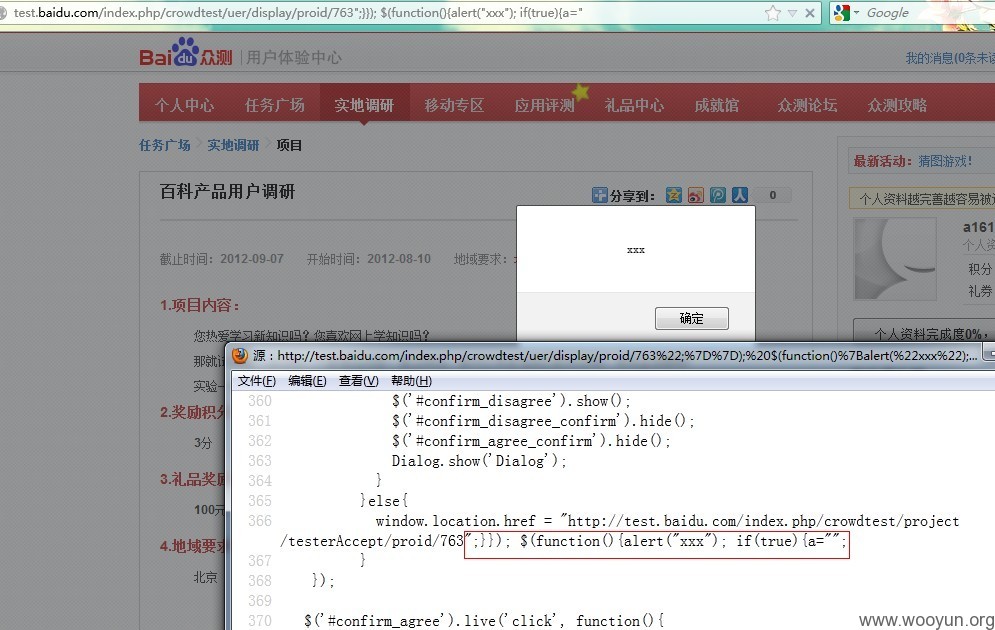 test.baidu.com/index.php/crowdtest/uer/display/proid/763";}}); $(function(){alert("xxx"); if(true){a=" Google
Baidu众测 用户体验中心 我的消息(0条未
个人中心 任务广场 实地调研 移动专区 应用评测 礼品中心 成就馆 众测论坛 众测攻略
任务广场 实地调研 项目
最新活动: 猜图游戏!
百科产品用户调研 分享到: 0
个人资料越完善越容易被
xxx
a161
个人资
截止时间: 2012-09-07 开始时间: 2012-08-10 地域要求:
积分
礼券
1.项目内容:
确定
您热爱学习新知识吗? 您喜欢网上学知识吗?
个人资料完成度0%,
那就
实验一
2.奖励积分
3分
3.礼品奖励
100元
4.地域要求
北京
源: http://test.baidu.com/index.php/crowdtest/uer/display/proid/763%22;%7D%7D);%20$(function()%7Balert(%22xxx%22);...
文件(F) 编辑(E) 查看(V) 帮助(H)
360 $('#confirm_disagree').show();
361 $('#confirm_disagree_confirm').hide();
362 $('#confirm_agree_confirm').hide();
363 Dialog.show('Dialog');
364 }
365 }else{
366 window.location.href = "http://test.baidu.com/index.php/crowdtest/project
/testerAccept/proid/763";}}); $(function(){alert("xxx"); if(true){a="";
367 }
368 });
369
370 $('#confirm_agree').live('click', function(){
www.wooyun.org